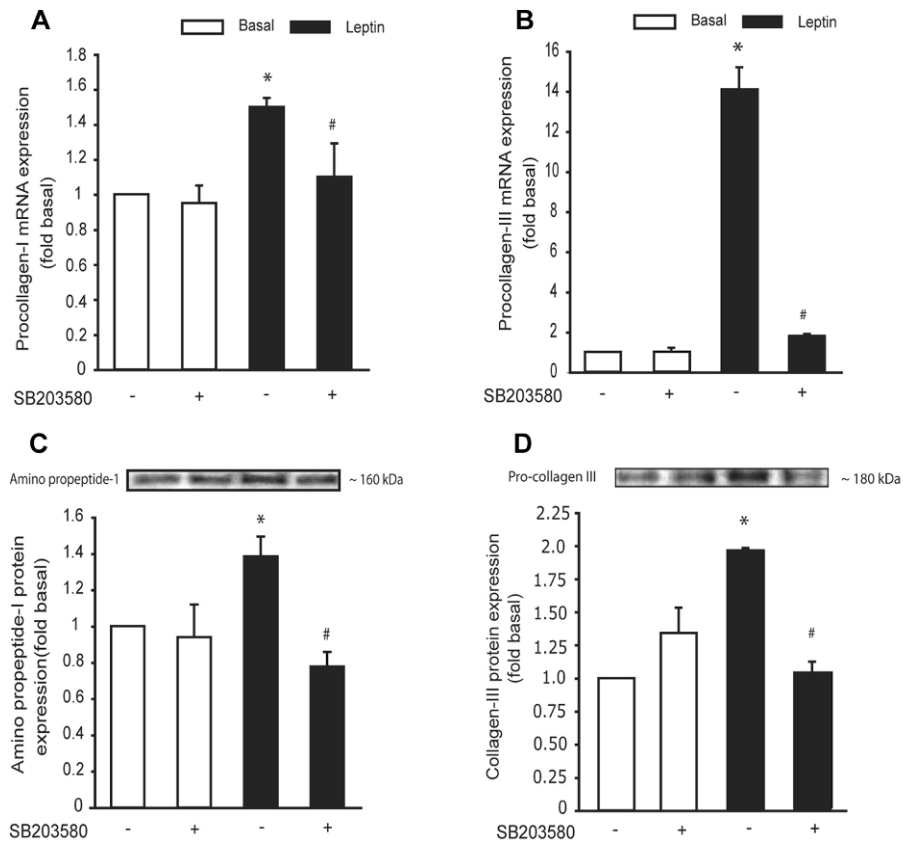 A
Basal Leptin
Procollagen-I mRNA expression
(fold basal)
1.8
1.6
1.4
1.2
1
0.8
0.6
0.4
0.2
0
*
#
SB203580 - + - +
B
Basal Leptin
Procollagen-III mRNA expression
(fold basal)
16
14
12
10
8
6
4
2
0
*
#
SB203580 - + - +
C
Amino propeptide-1 ~ 160 kDa
Amino propeptide-I protein
expression(fold basal)
1.6
1.4
1.2
1
0.8
0.6
0.4
0.2
0
*
#
SB203580 - + - +
D
Pro-collagen III ~ 180 kDa
Collagen-III protein expression
(fold basal)
2.25
2.0
1.75
1.50
1.25
1.0
0.75
0.50
0.25
0
*
#
SB203580 - + - +